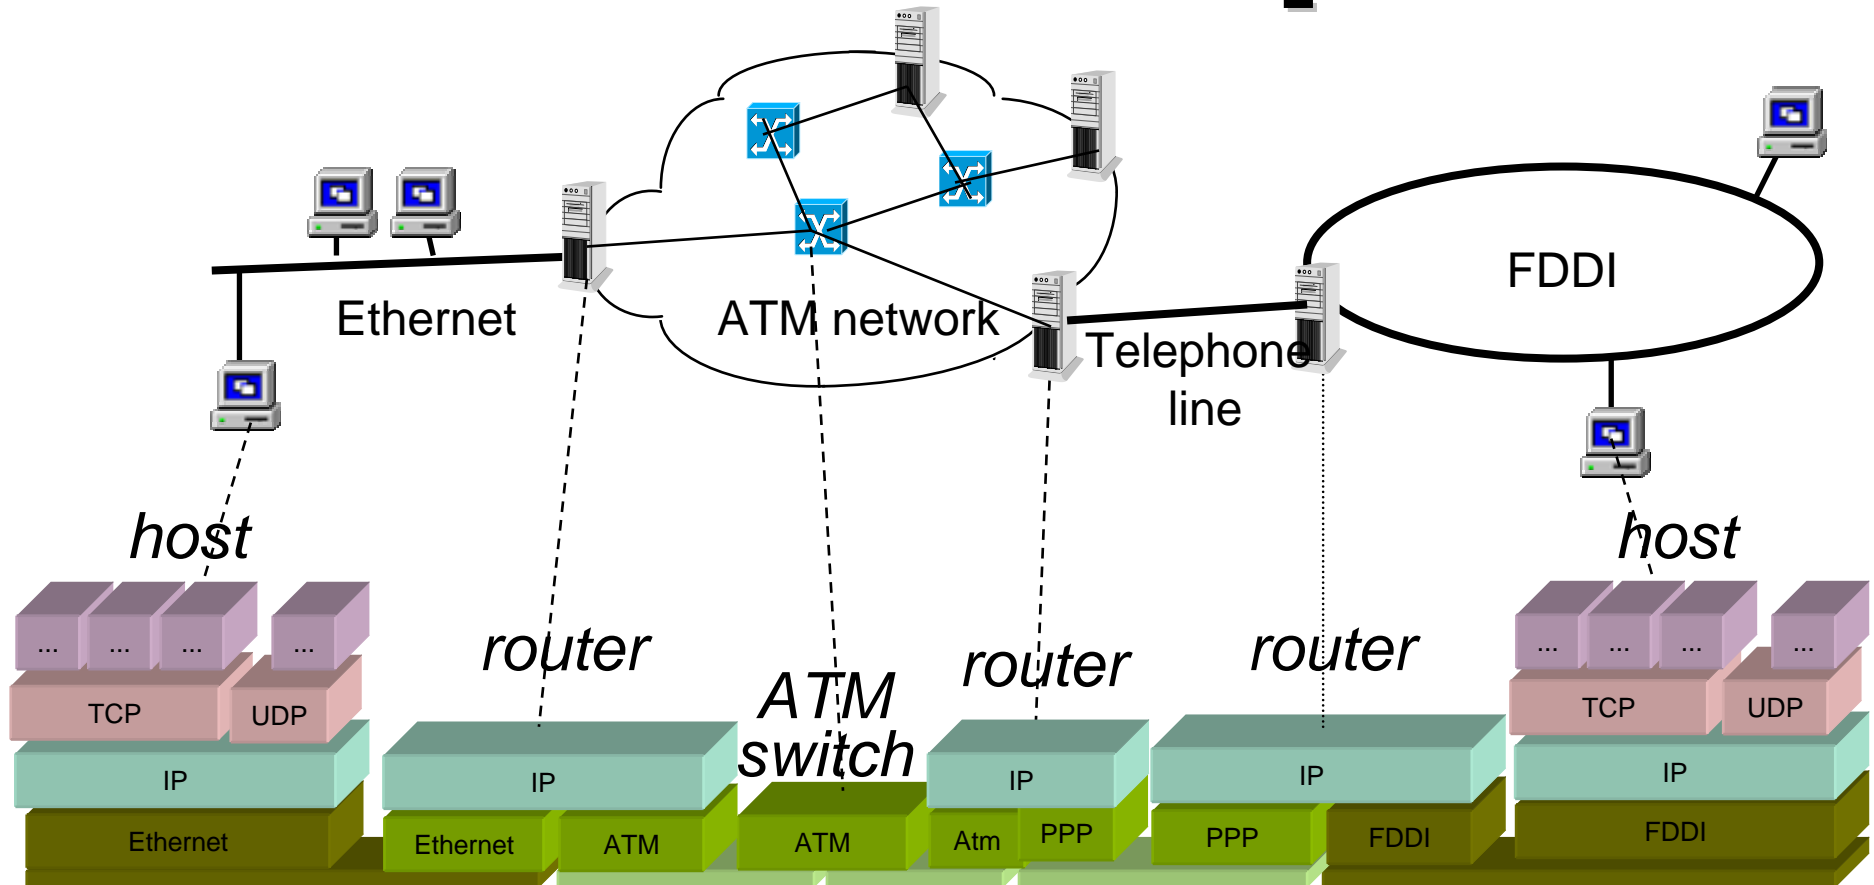 FDDI
Ethernet
ATM network
Telephone
line
host
host
router
router
router
ATM
switch
... ... ... ...
... ... ... ...
TCP UDP
TCP UDP
IP
IP
IP
IP
IP
Ethernet
Ethernet ATM
ATM
Atm PPP
PPP FDDI
FDDI